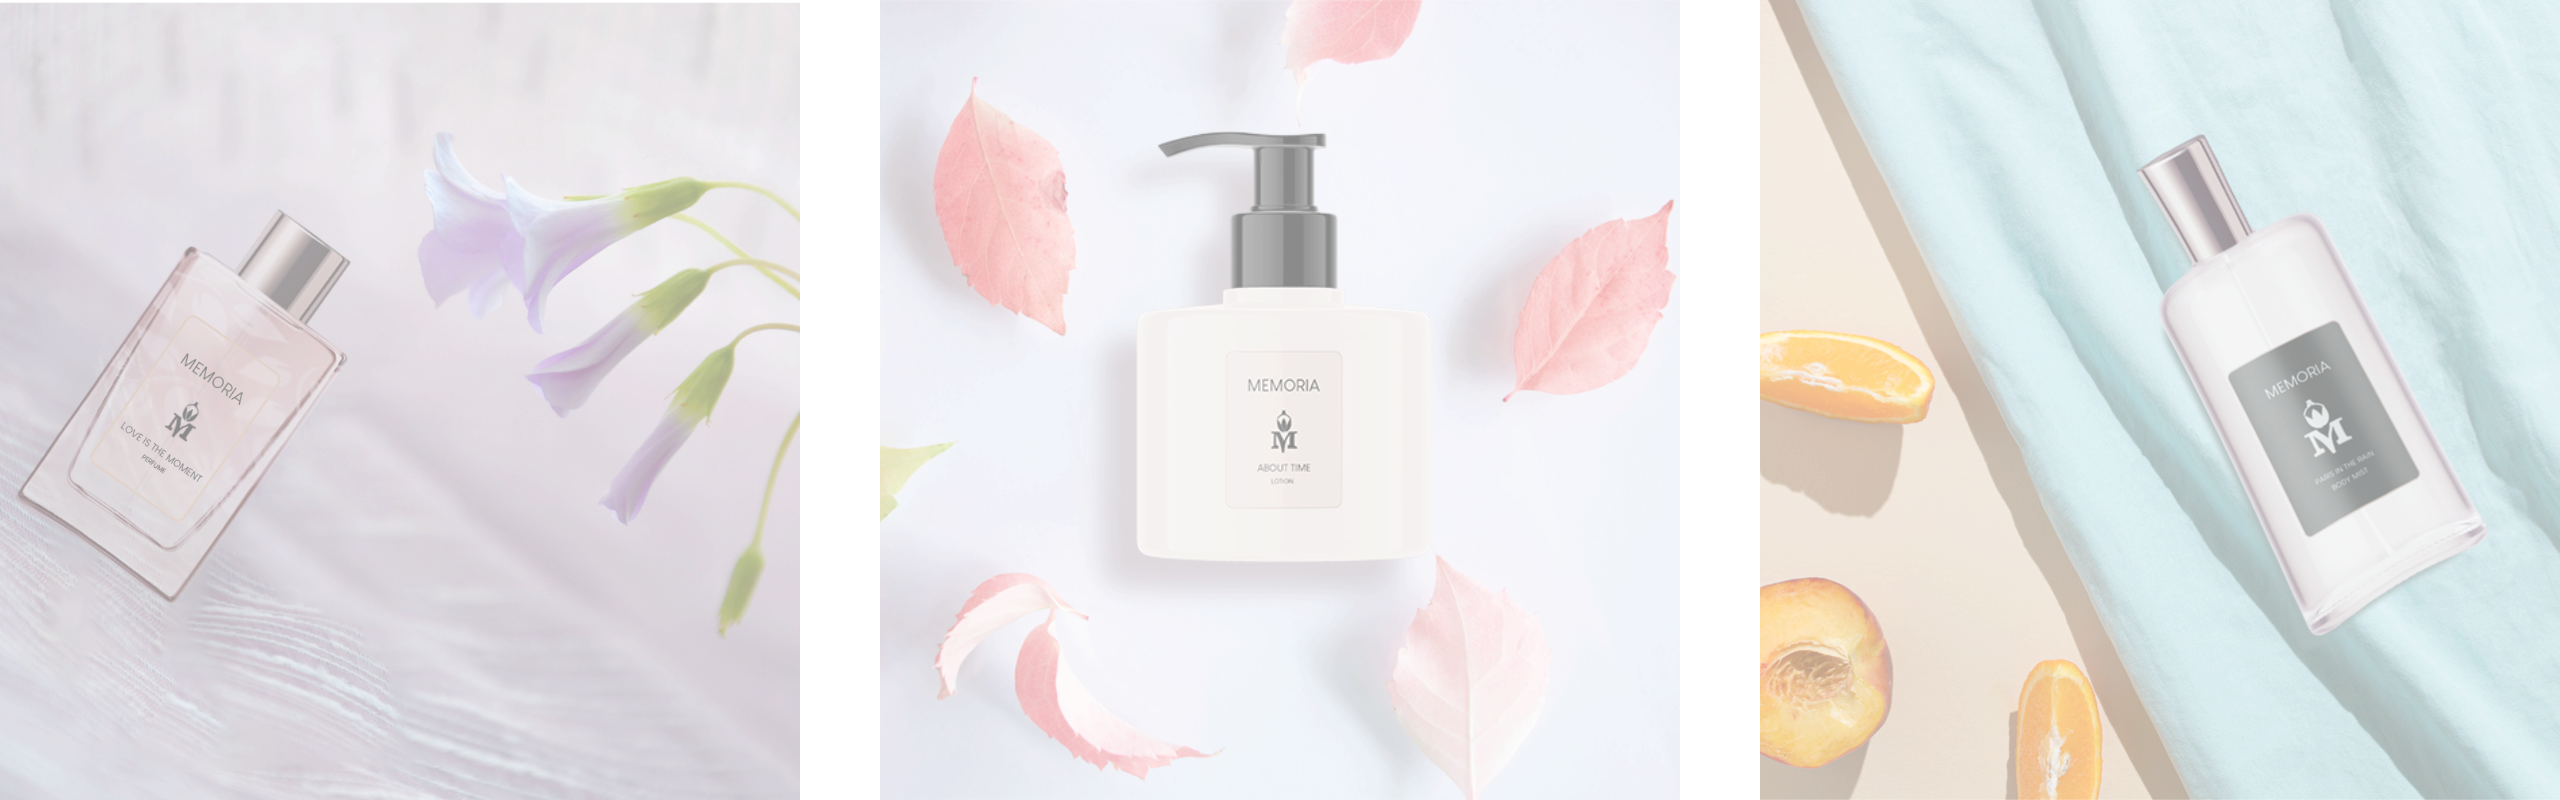 MEMORIA
M
LOVE IS THE MOMENT
PERFUME
MEMORIA
M
ABOUT TIME
LOTION
MEMORIA
M
PARIS IN THE RAIN
BODY MIST